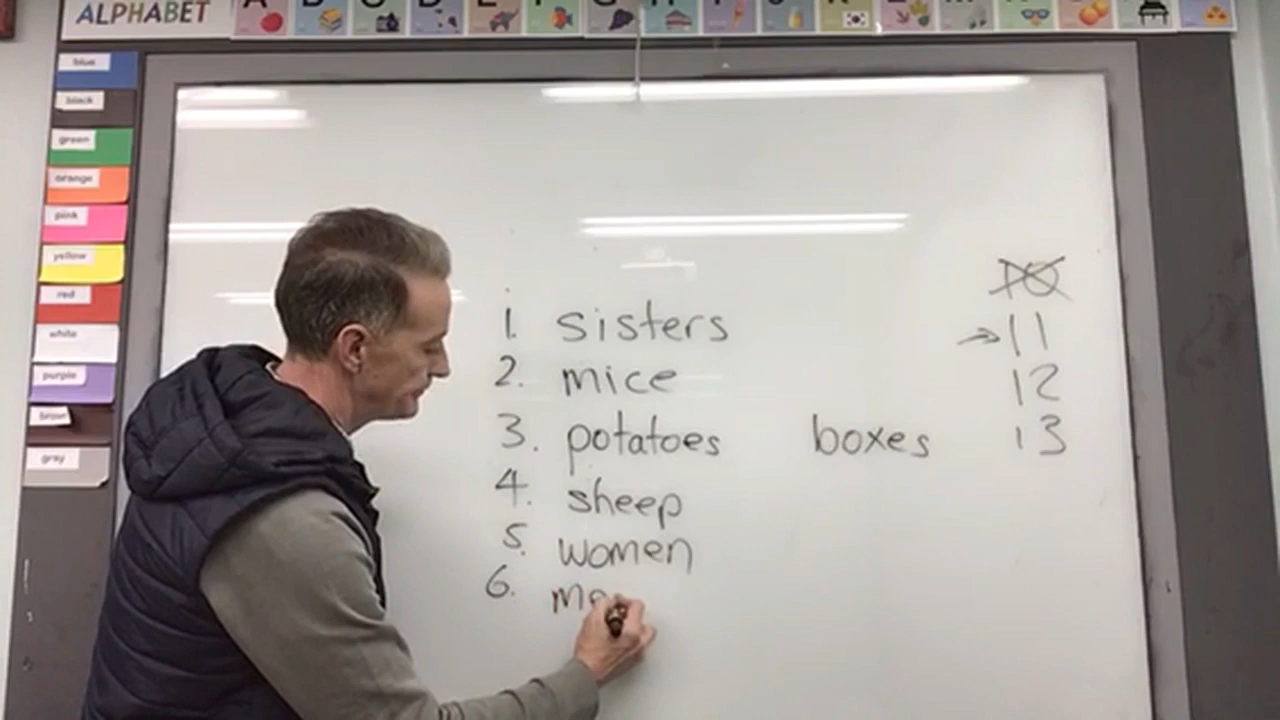 ALPHABET
blue
black
green
orange
pink
yellow
red
white
purple
brown
gray
10
1. sisters
11
2. mice
12
3. potatoes boxes
13
4. sheep
5. women
6.